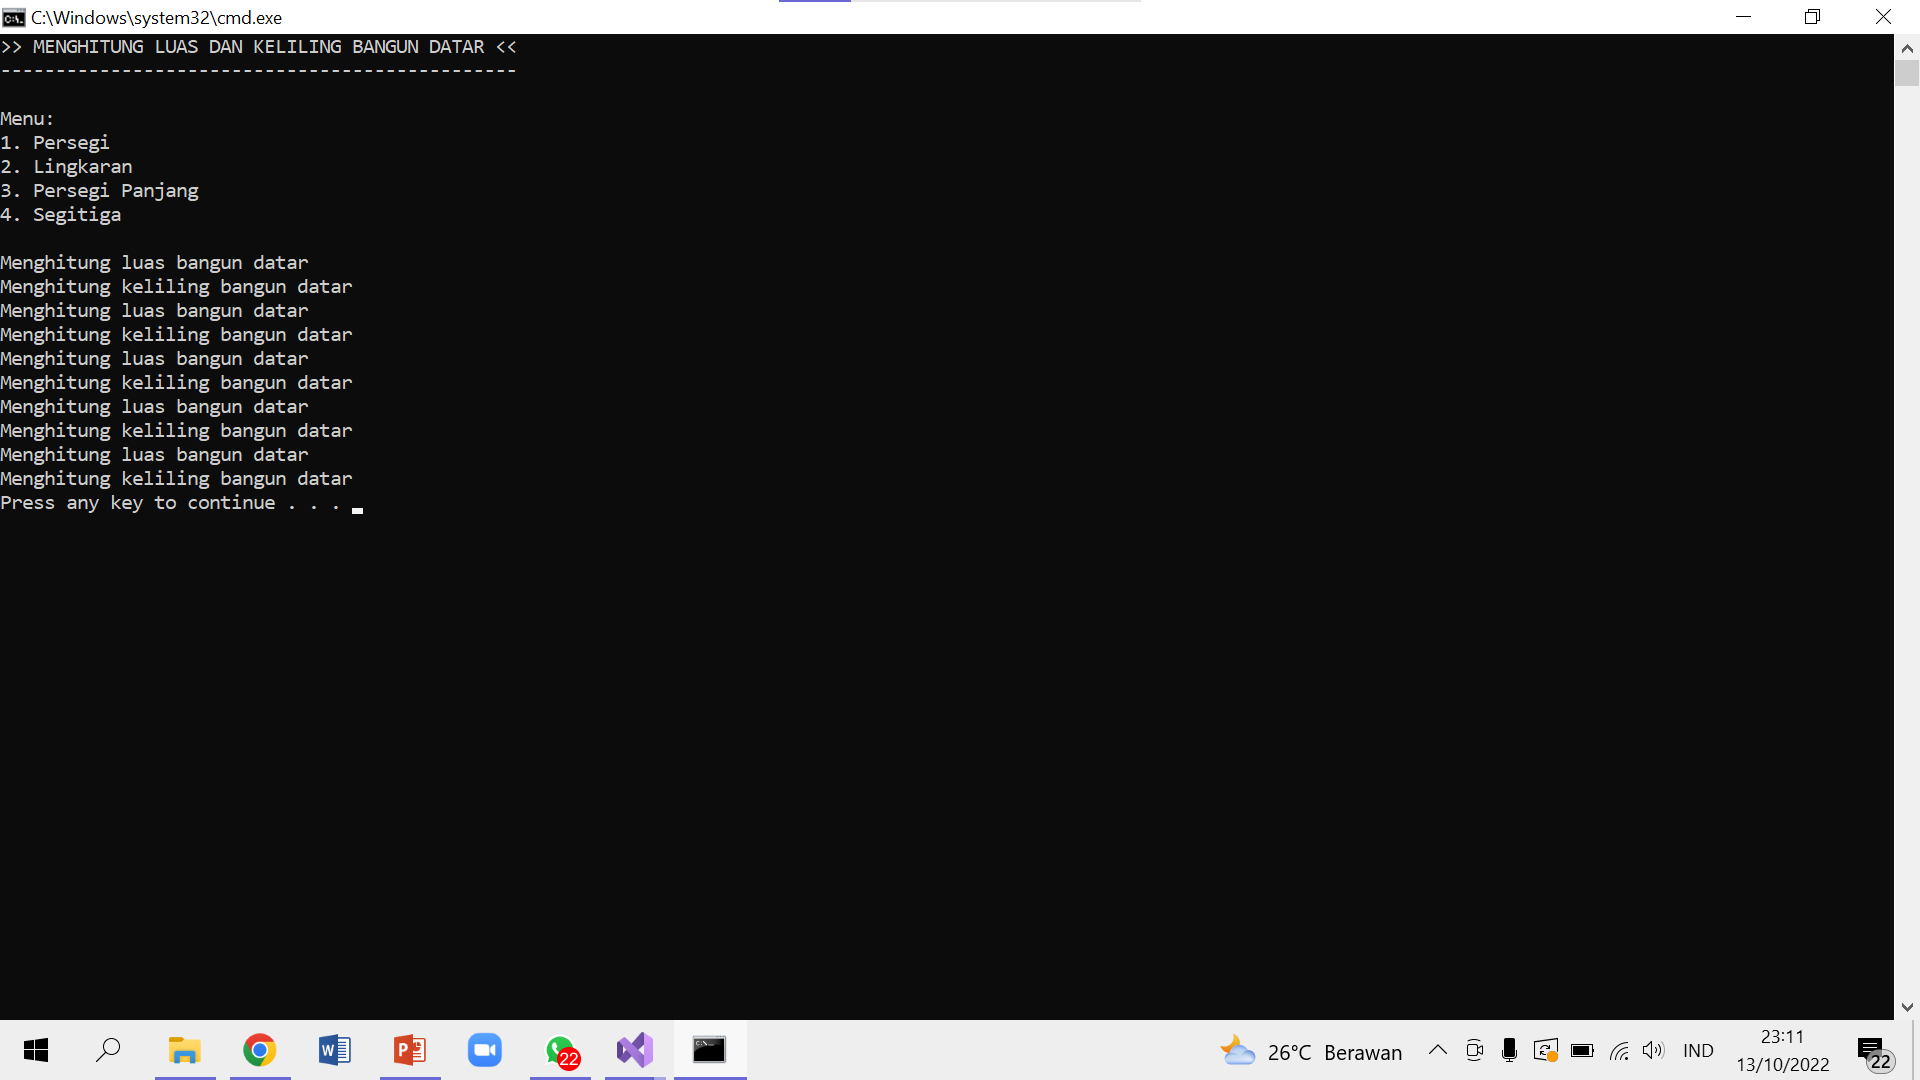 C:\Windows\system32\cmd.exe
>> MENGHITUNG LUAS DAN KELILING BANGUN DATAR <<
-----------------------------------------------
Menu:
1. Persegi
2. Lingkaran
3. Persegi Panjang
4. Segitiga
Menghitung luas bangun datar
Menghitung keliling bangun datar
Menghitung luas bangun datar
Menghitung keliling bangun datar
Menghitung luas bangun datar
Menghitung keliling bangun datar
Menghitung luas bangun datar
Menghitung keliling bangun datar
Menghitung luas bangun datar
Menghitung keliling bangun datar
Press any key to continue . . .
22
26°C Berawan
IND
23:11
13/10/2022
22